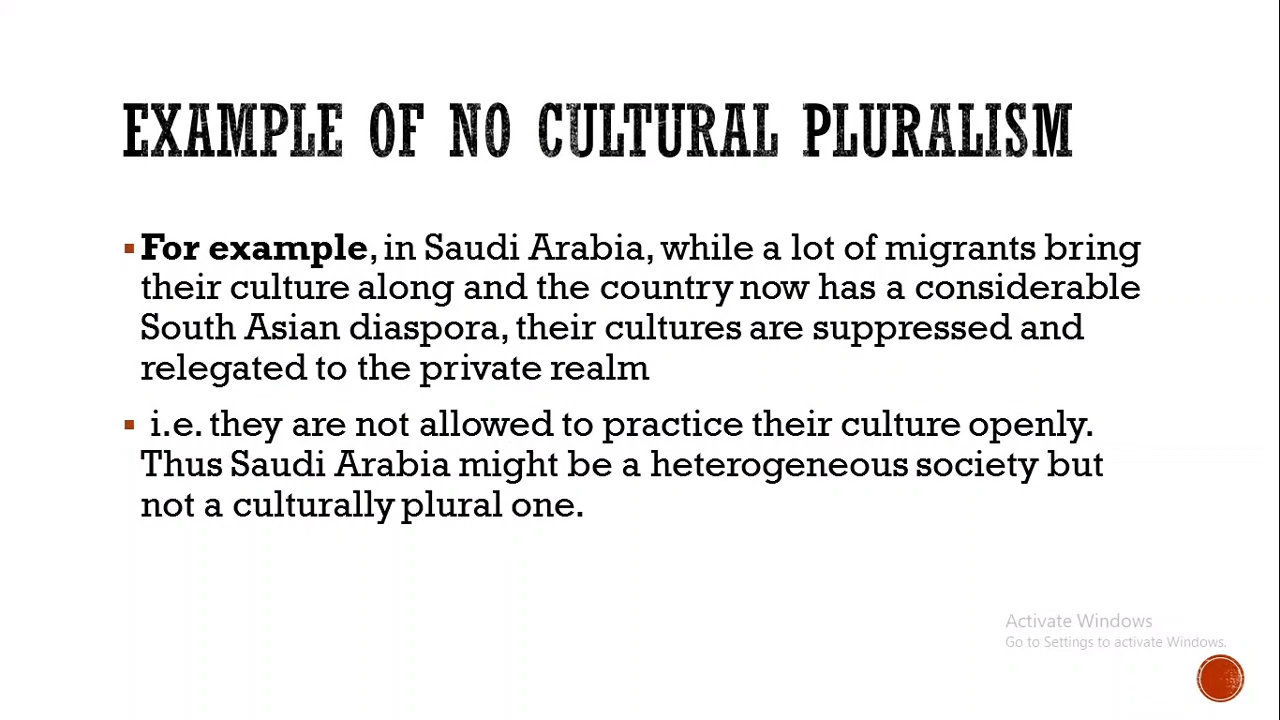 EXAMPLE OF NO CULTURAL PLURALISM
▪ For example, in Saudi Arabia, while a lot of migrants bring
their culture along and the country now has a considerable
South Asian diaspora, their cultures are suppressed and
relegated to the private realm
▪ i.e. they are not allowed to practice their culture openly.
Thus Saudi Arabia might be a heterogeneous society but
not a culturally plural one.
Activate Windows
Go to Settings to activate Windows.